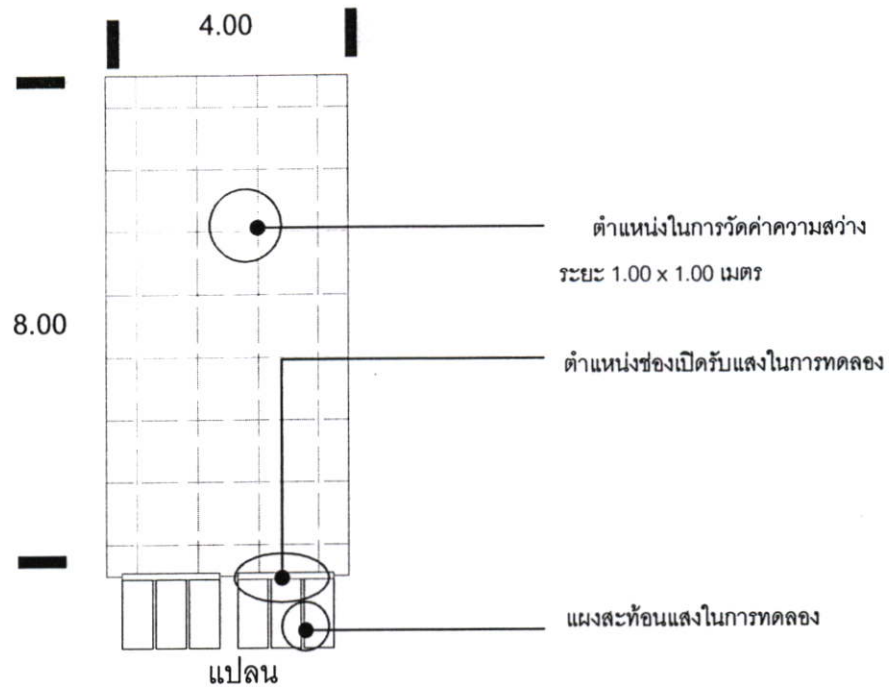 4.00
ตำแหน่งในการวัดค่าความสว่าง
ระยะ 1.00 x 1.00 เมตร
8.00
ตำแหน่งช่องเปิดรับแสงในการทดลอง
แผงสะท้อนแสงในการทดลอง
แปลน